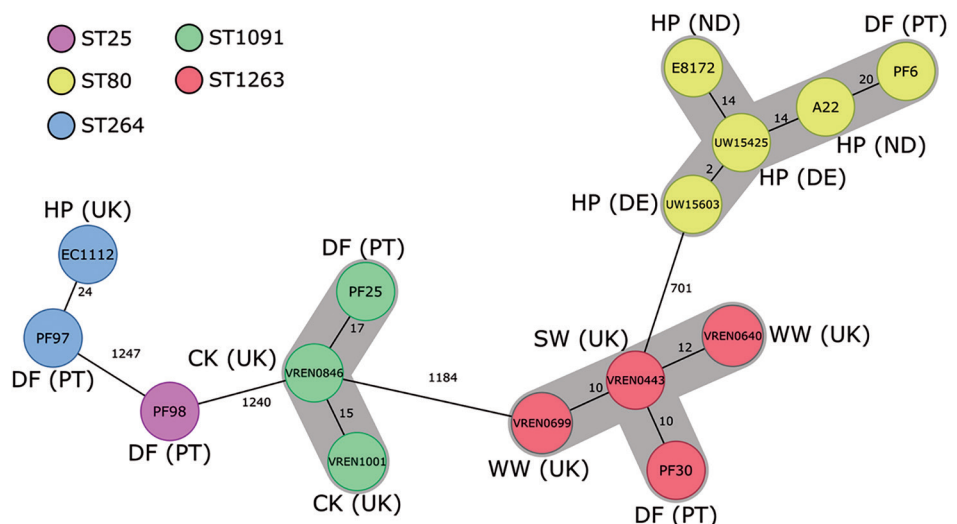 ST25
ST80
ST264
ST1091
ST1263
HP (ND)
DF (PT)
E8172
PF6
20
A22
14
14
HP (ND)
UW15425
HP (DE)
2
HP (DE)
UW15603
HP (UK)
EC1112
24
PF97
DF (PT)
1247
PF98
DF (PT)
1240
DF (PT)
PF25
17
CK (UK)
VREN0846
15
VREN1001
CK (UK)
1184
701
SW (UK)
VREN0640
WW (UK)
12
VREN0443
10
VREN0699
WW (UK)
10
PF30
DF (PT)